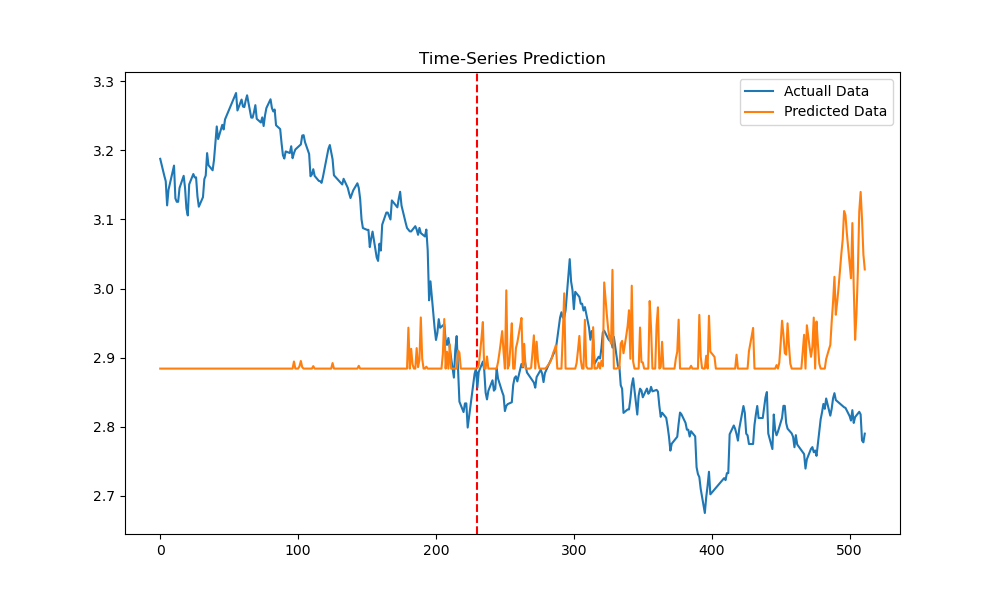 Time-Series Prediction
Actuall Data
Predicted Data
3.3
3.2
3.1
3.0
2.9
2.8
2.7
0 100 200 300 400 500